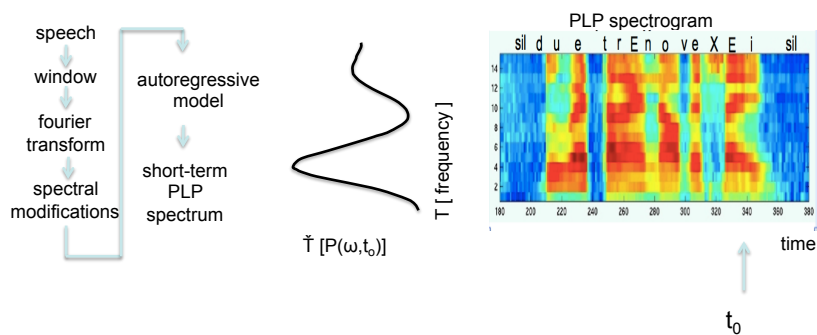 speech
window
fourier
transform
spectral
modifications
autoregressive
model
short-term
PLP
spectrum
Ť [P(ω,tₒ)]
T [ frequency ]
PLP spectrogram
sil d u e t r E n o v e X E i sil
14
12
10
8
6
4
2
180 200 220 240 260 280 300 320 340 360 380
time
t₀